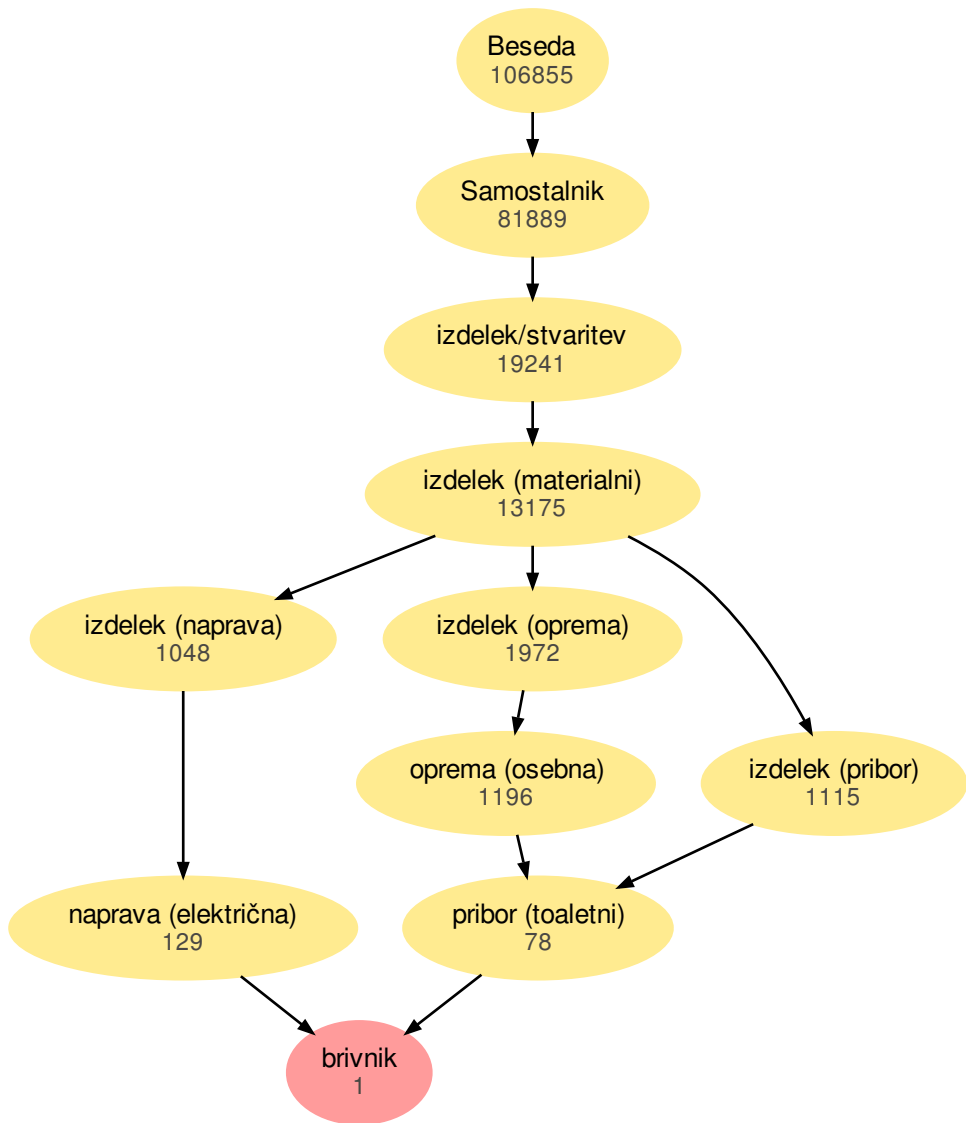 Beseda
106855
Samostalnik
81889
izdelek/stvaritev
19241
izdelek (materialni)
13175
izdelek (naprava)
1048
izdelek (oprema)
1972
oprema (osebna)
1196
izdelek (pribor)
1115
naprava (električna)
129
pribor (toaletni)
78
brivnik
1